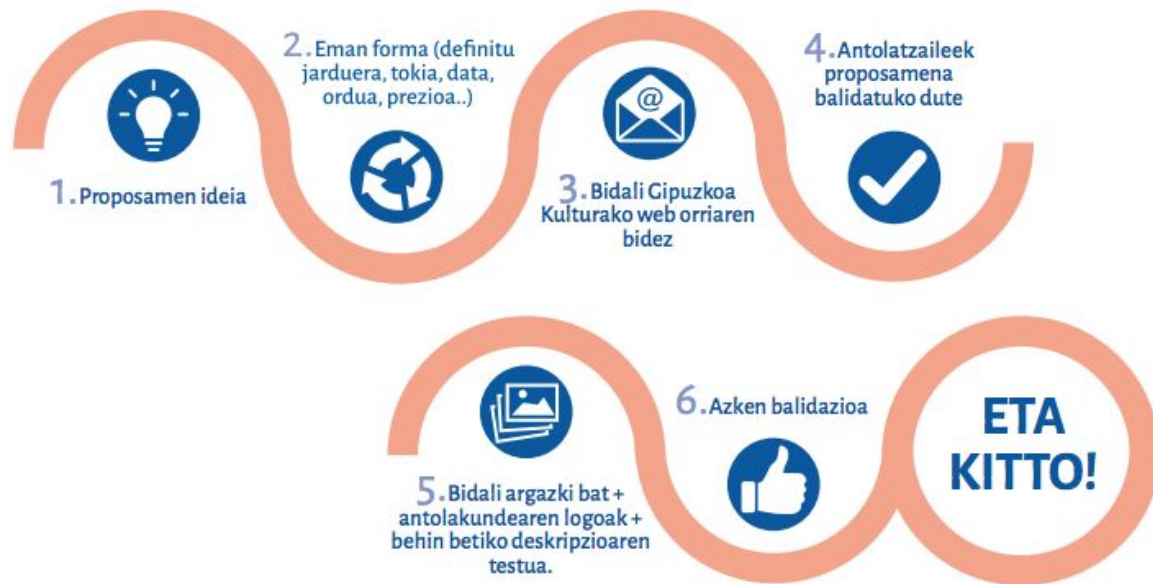 1. Proposamen ideia
2. Eman forma (definitu
jarduera, tokia, data,
ordua, prezioa..)
@
3. Bidali Gipuzkoa
Kulturako web orriaren
bidez
4. Antolatzaileek
proposamena
balidatuko dute
5. Bidali argazki bat +
antolakundearen logoak +
behin betiko deskripzioaren
testua.
6. Azken balidazioa
ETA
KITTO!